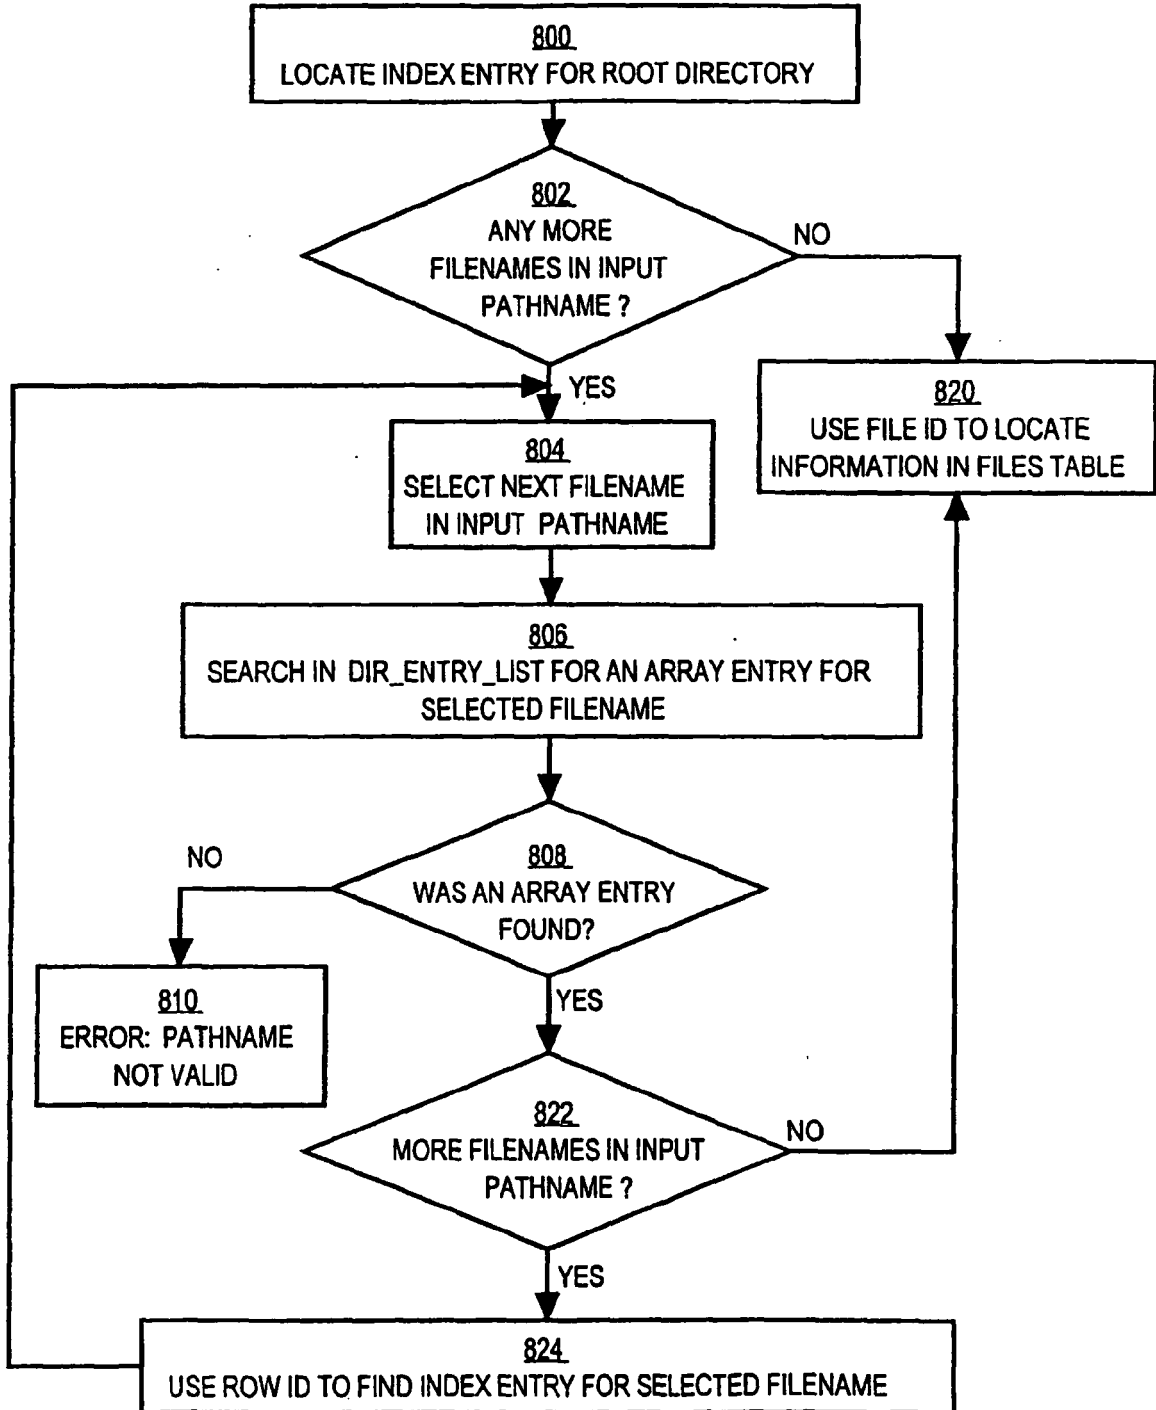 800
LOCATE INDEX ENTRY FOR ROOT DIRECTORY
802
ANY MORE
FILENAMES IN INPUT
PATHNAME ?
NO
YES
820
USE FILE ID TO LOCATE
INFORMATION IN FILES TABLE
804
SELECT NEXT FILENAME
IN INPUT PATHNAME
806
SEARCH IN DIR_ENTRY_LIST FOR AN ARRAY ENTRY FOR
SELECTED FILENAME
808
WAS AN ARRAY ENTRY
FOUND?
NO
YES
810
ERROR: PATHNAME
NOT VALID
822
MORE FILENAMES IN INPUT
PATHNAME ?
NO
YES
824
USE ROW ID TO FIND INDEX ENTRY FOR SELECTED FILENAME